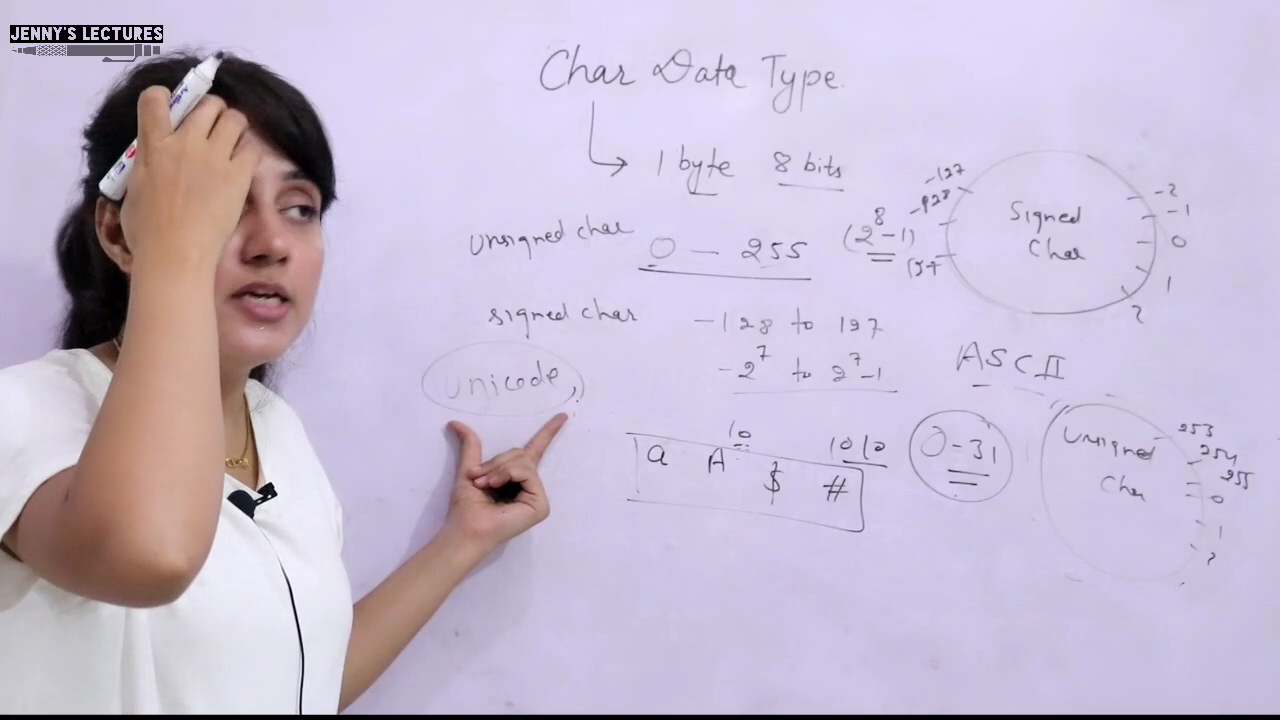 JENNY'S LECTURES
Char Data Type
1 byte 8 bits
unsigned char 0 - 255 (2^8-1)
signed char -128 to 127
-2^7 to 2^7-1
Unicode,
ASCII
10 1010 0-31
a A $ #
-127
-128
127
Signed
Char
-2
-1
0
1
2
Unsigned
Char
253
254
255
0
1
2